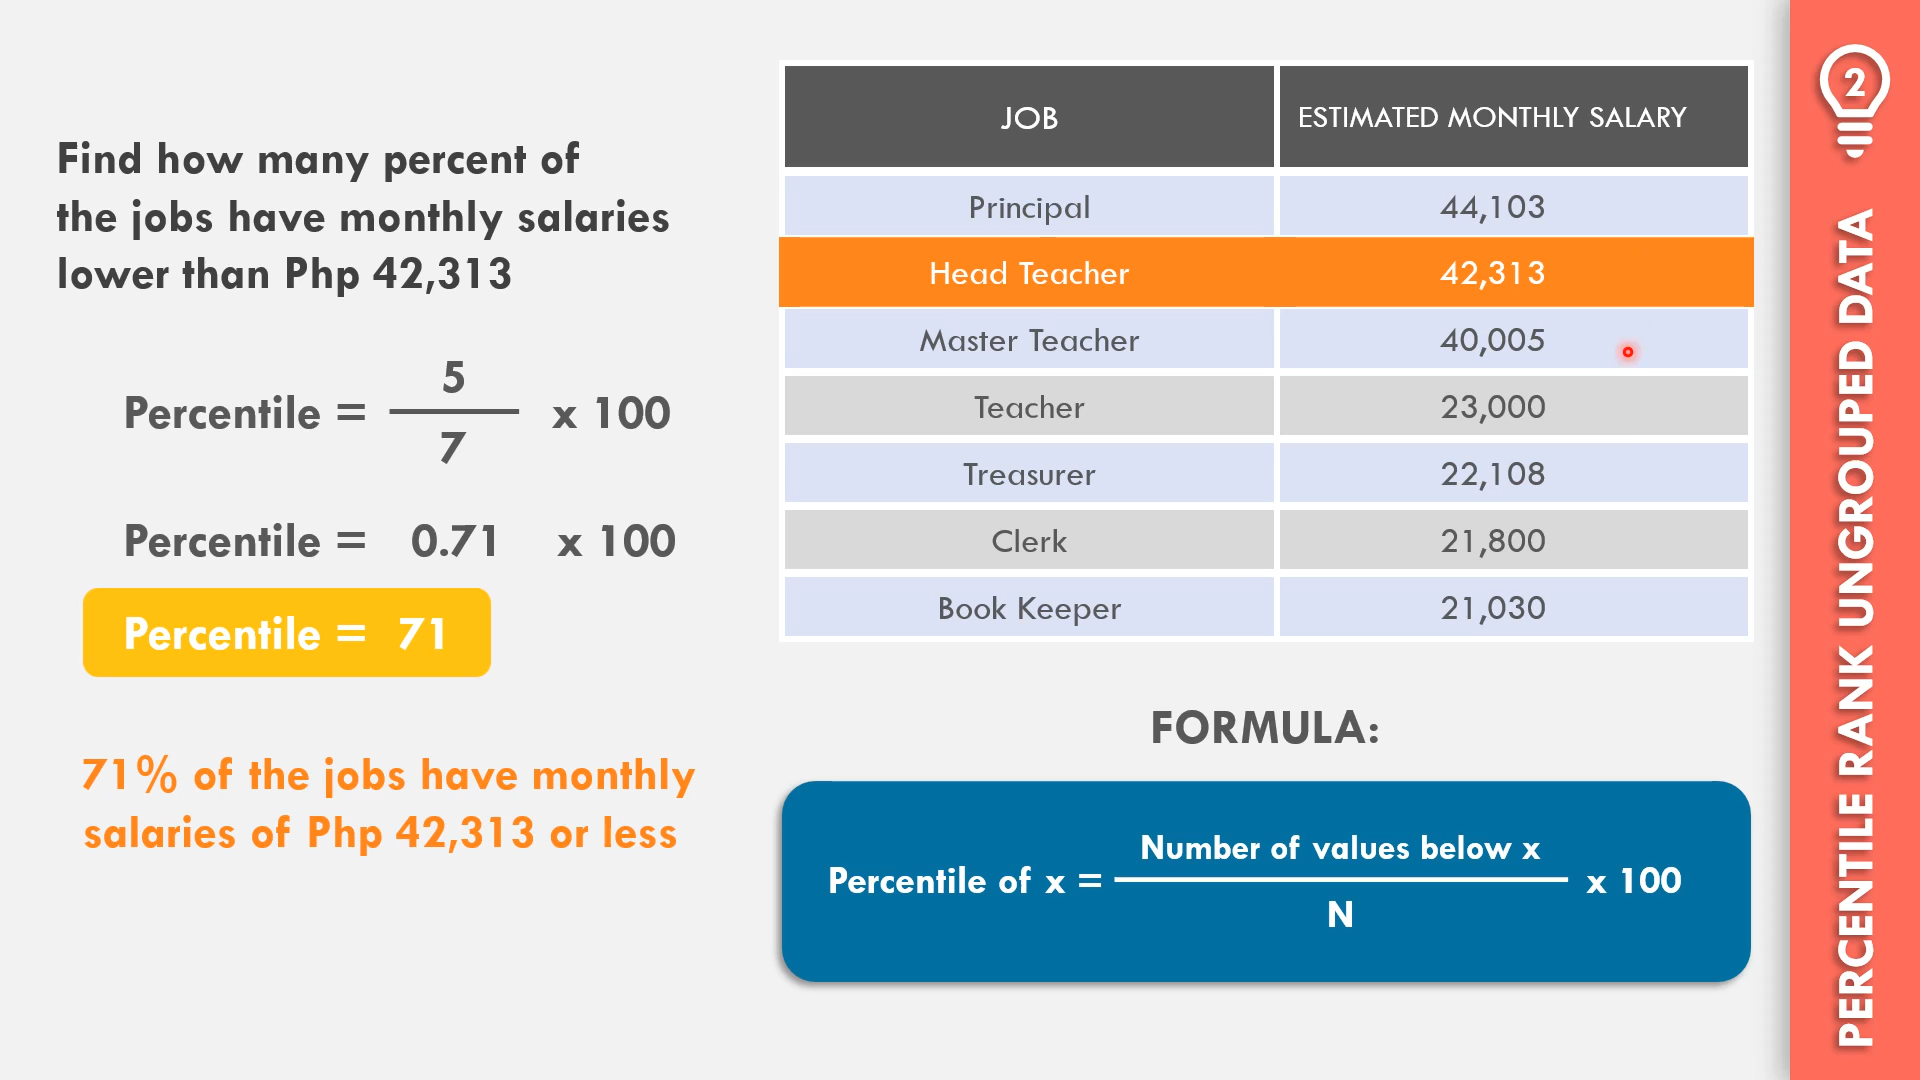 Find how many percent of
the jobs have monthly salaries
lower than Php 42,313
Percentile = 5 / 7 x 100
Percentile = 0.71 x 100
Percentile = 71
71% of the jobs have monthly
salaries of Php 42,313 or less
JOB ESTIMATED MONTHLY SALARY
Principal 44,103
Head Teacher 42,313
Master Teacher 40,005
Teacher 23,000
Treasurer 22,108
Clerk 21,800
Book Keeper 21,030
FORMULA:
Number of values below x
Percentile of x = x 100
N
2
PERCENTILE RANK UNGROUPED DATA